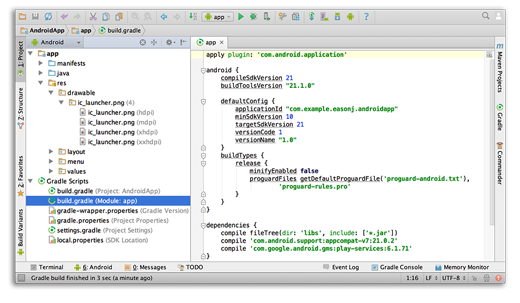 app
AndroidApp
app
build.gradle
Android
app
app
manifests
java
res
drawable
ic_launcher.png (4)
ic_launcher.png (hdpi)
ic_launcher.png (mdpi)
ic_launcher.png (xhdpi)
ic_launcher.png (xxhdpi)
layout
menu
values
Gradle Scripts
build.gradle (Project: AndroidApp)
build.gradle (Module: app)
gradle-wrapper.properties (Gradle Version)
gradle.properties (Project Properties)
settings.gradle (Project Settings)
local.properties (SDK Location)
1: Project
7: Structure
2: Favorites
Build Variants
apply plugin: 'com.android.application'
android {
compileSdkVersion 21
buildToolsVersion "21.1.0"
defaultConfig {
applicationId "com.example.easonj.androidapp"
minSdkVersion 10
targetSdkVersion 21
versionCode 1
versionName "1.0"
}
buildTypes {
release {
minifyEnabled false
proguardFiles getDefaultProguardFile('proguard-android.txt'),
'proguard-rules.pro'
}
}
}
dependencies {
compile fileTree(dir: 'libs', include: ['*.jar'])
compile 'com.android.support:appcompat-v7:21.0.2'
compile 'com.google.android.gms:play-services:6.1.71'
}
Maven Projects
Gradle
Commander
Terminal
6: Android
0: Messages
TODO
Event Log
Gradle Console
Memory Monitor
Gradle build finished in 3 sec (a minute ago)
1:16
LF
UTF-8